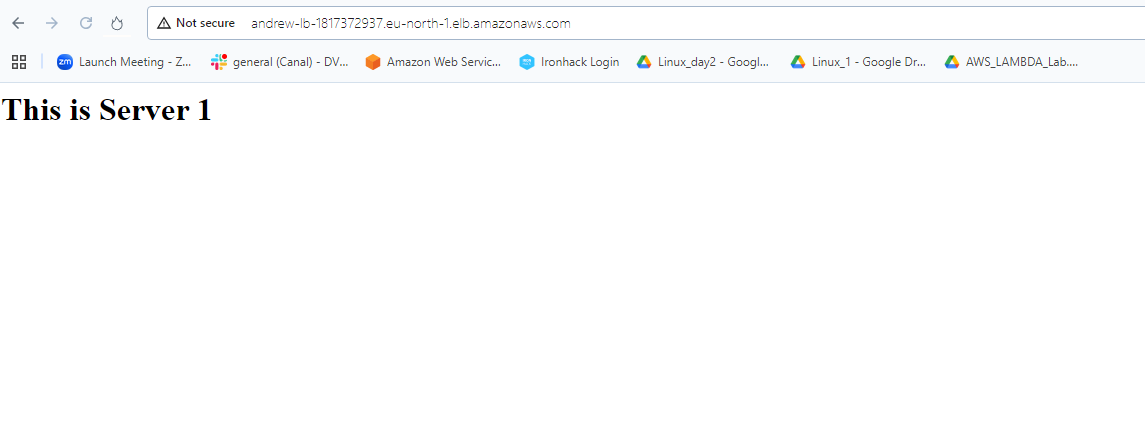 Not secure andrew-lb-1817372937.eu-north-1.elb.amazonaws.com
zm Launch Meeting - Z... general (Canal) - DV... Amazon Web Servic... Ironhack Login Linux_day2 - Googl... Linux_1 - Google Dr... AWS_LAMBDA_Lab....
This is Server 1